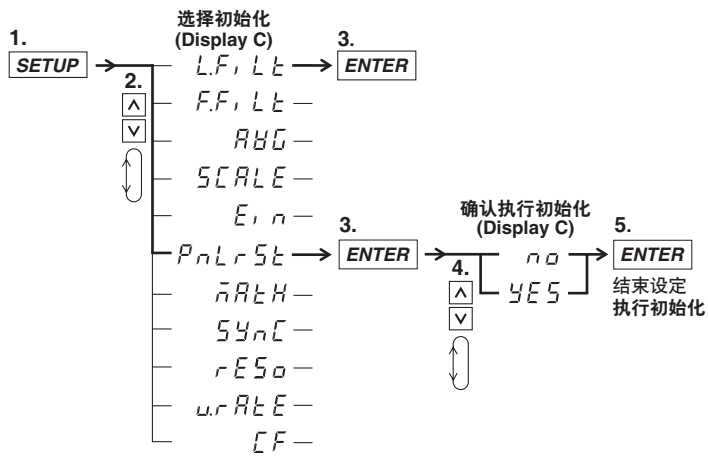 选择初始化
(Display C)
1.
SETUP
2.
3.
L.FiLt
ENTER
F.FiLt
AVG
SCALE
Ein
PnLrSt
3.
ENTER
确认执行初始化
(Display C)
4.
no
YES
5.
ENTER
结束设定
执行初始化
mAtH
SYnC
rESo
u.rAtE
CF